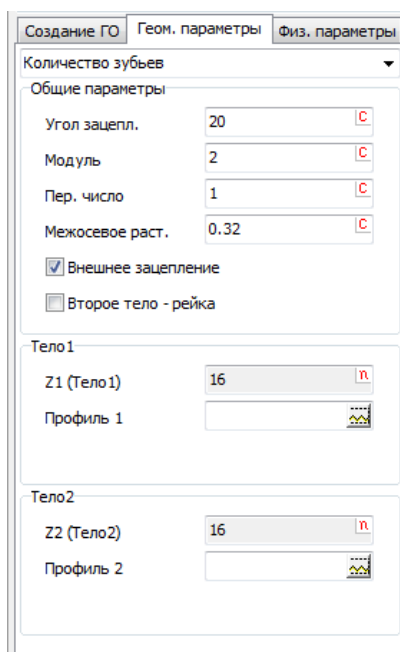 Создание ГО Геом. параметры Физ. параметры
Количество зубьев
Общие параметры
Угол зацепл. 20 C
Модуль 2 C
Пер. число 1 C
Межосевое раст. 0.32 C
Внешнее зацепление
Второе тело - рейка
Тело1
Z1 (Тело1) 16 n
Профиль 1
Тело2
Z2 (Тело2) 16 n
Профиль 2